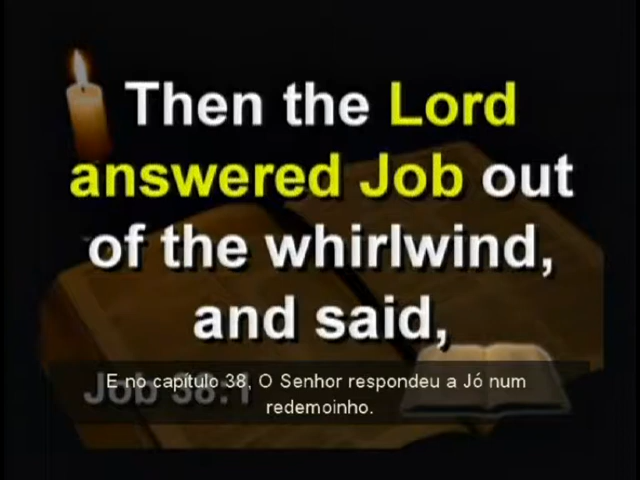 Then the Lord
answered Job out
of the whirlwind,
and said,
Job 38:1
E no capítulo 38, O Senhor respondeu a Jó num
redemoinho.